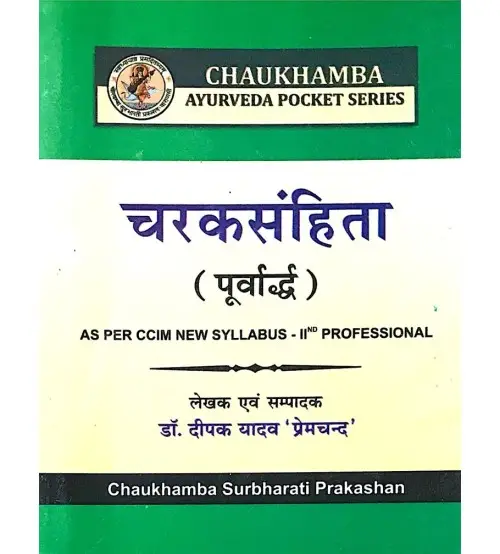 CHAUKHAMBA
AYURVEDA POCKET SERIES
चरकसंहिता
( पूर्वार्द्ध )
AS PER CCIM NEW SYLLABUS - IIND PROFESSIONAL
लेखक एवं सम्पादक
डॉ. दीपक यादव 'प्रेमचन्द'
Chaukhamba Surbharati Prakashan